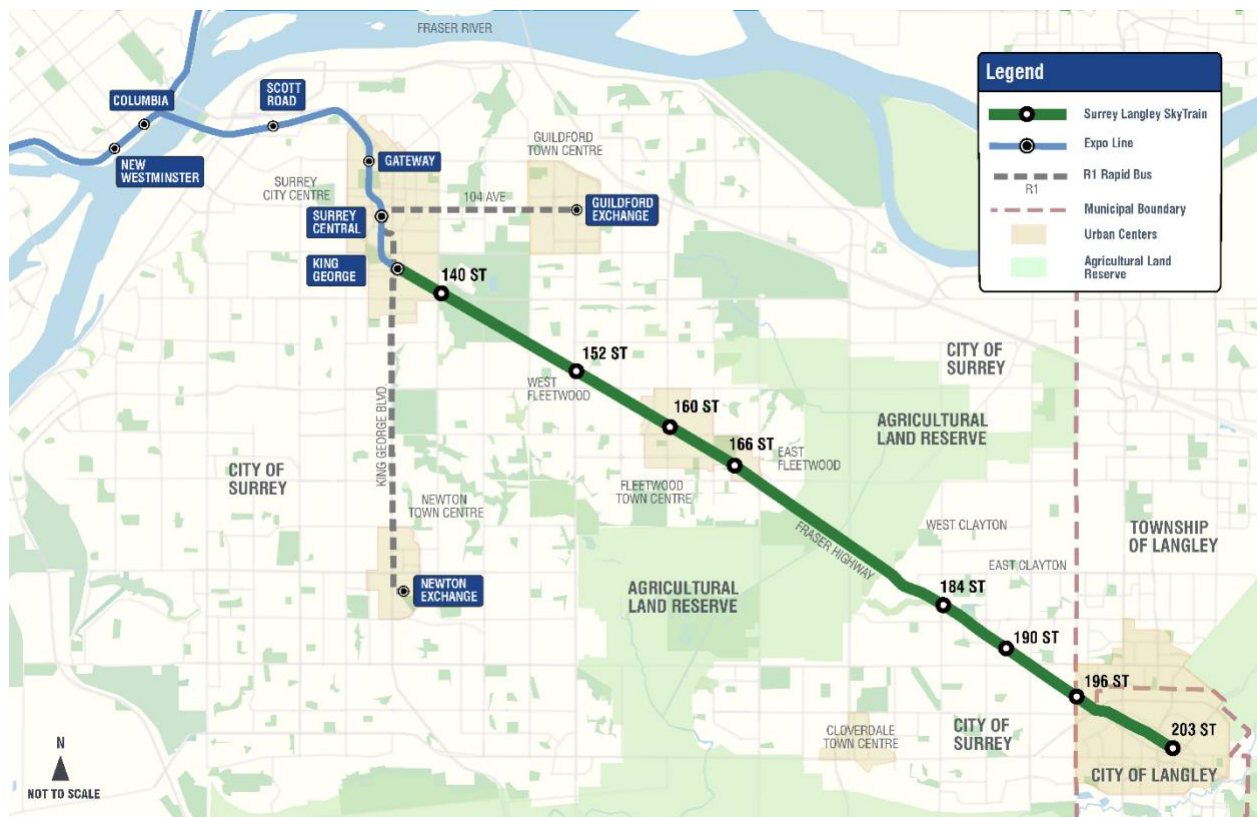 FRASER RIVER
COLUMBIA
SCOTT
ROAD
NEW
WESTMINSTER
GATEWAY
GUILDFORD
TOWN CENTRE
SURREY
CITY CENTRE
104 AVE
SURREY
CENTRAL
GUILDFORD
EXCHANGE
KING
GEORGE
140 ST
Legend
Surrey Langley SkyTrain
Expo Line
R1 Rapid Bus
R1
Municipal Boundary
Urban Centers
Agricultural Land
Reserve
152 ST
WEST
FLEETWOOD
160 ST
166 ST
EAST
FLEETWOOD
FLEETWOOD
TOWN CENTRE
CITY OF
SURREY
AGRICULTURAL
LAND RESERVE
KING GEORGE BLVD
CITY OF
SURREY
NEWTON
TOWN CENTRE
NEWTON
EXCHANGE
FRASER HIGHWAY
WEST CLAYTON
EAST CLAYTON
TOWNSHIP
OF LANGLEY
AGRICULTURAL
LAND RESERVE
184 ST
190 ST
196 ST
203 ST
CLOVERDALE
TOWN CENTRE
CITY OF
SURREY
CITY OF LANGLEY
N
NOT TO SCALE